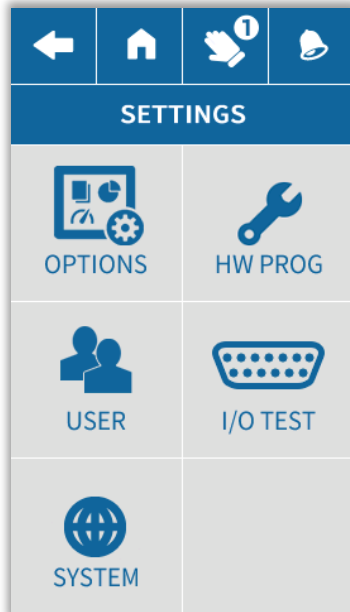 1
SETTINGS
OPTIONS
HW PROG
USER
I/O TEST
SYSTEM